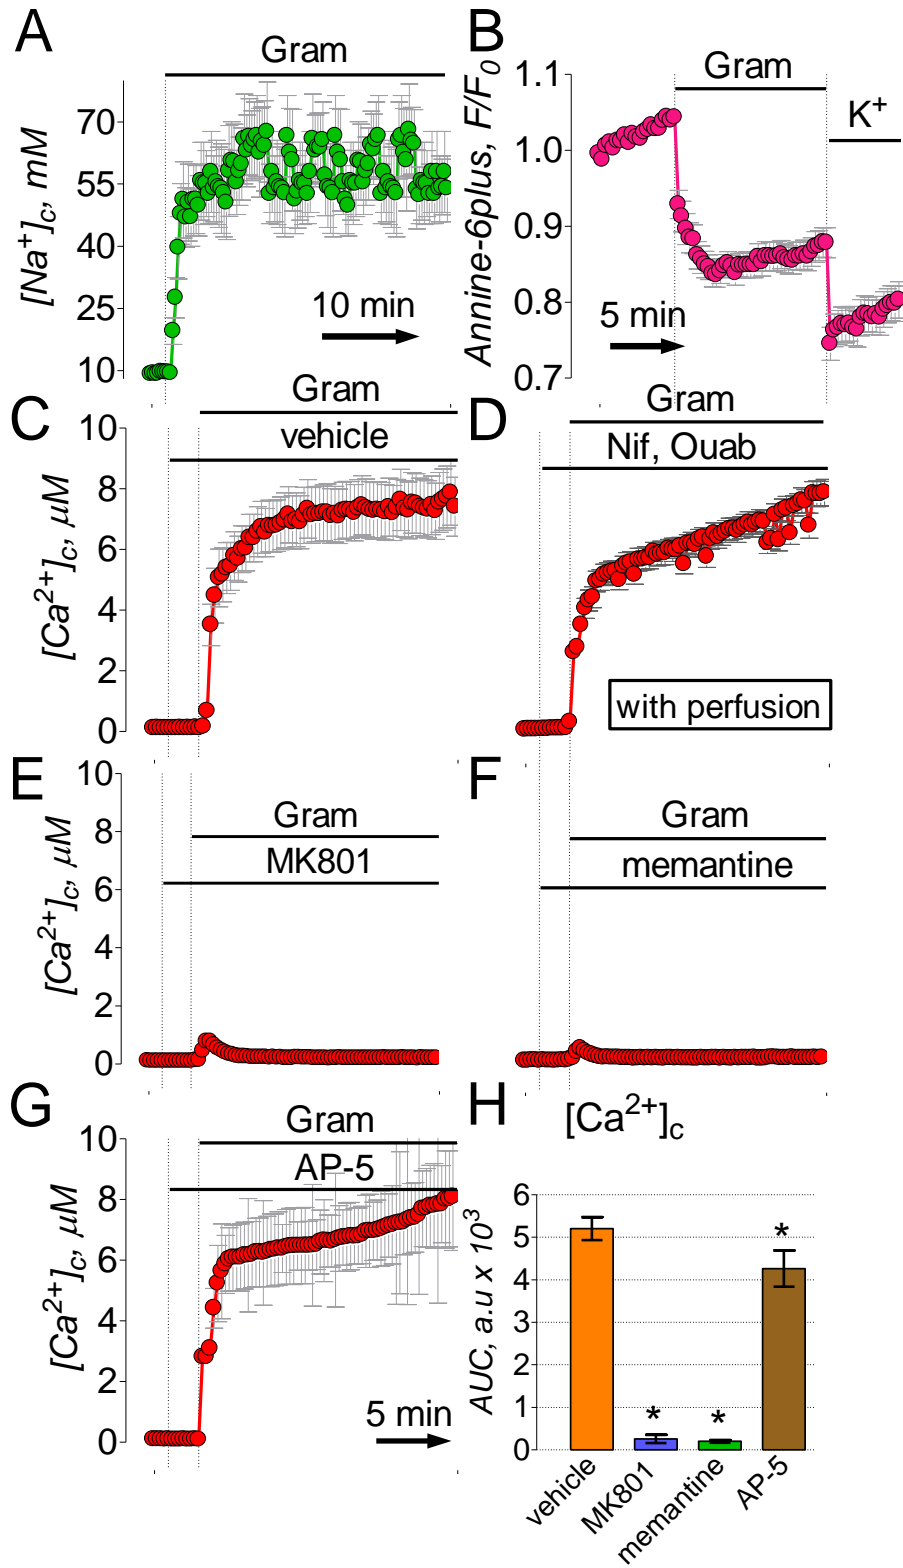 A
Gram
[Na+]c, mM
70
55
40
25
10
10 min
B
Gram
K+
Annine-6plus, F/F0
1.1
1.0
0.9
0.8
0.7
5 min
C
Gram
vehicle
[Ca2+]c, μM
10
8
6
4
2
0
D
Gram
Nif, Ouab
with perfusion
E
Gram
MK801
[Ca2+]c, μM
10
8
6
4
2
0
F
Gram
memantine
G
Gram
AP-5
[Ca2+]c, μM
10
8
6
4
2
0
5 min
H
[Ca2+]c
AUC, a.u x 10³
6
5
4
3
2
1
0
*
*
*
vehicle
MK801
memantine
AP-5